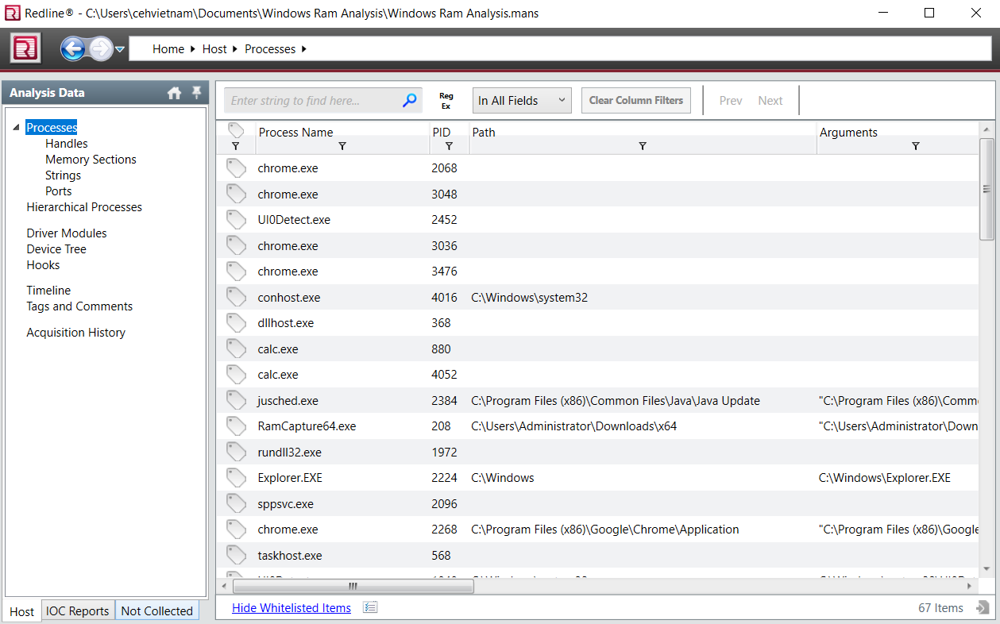 Redline® - C:\Users\cehvietnam\Documents\Windows Ram Analysis\Windows Ram Analysis.mans
Home Host Processes
Analysis Data
Processes
Handles
Memory Sections
Strings
Ports
Hierarchical Processes
Driver Modules
Device Tree
Hooks
Timeline
Tags and Comments
Acquisition History
Host IOC Reports Not Collected
Enter string to find here... Reg Ex In All Fields Clear Column Filters Prev Next
Process Name PID Path Arguments
chrome.exe 2068
chrome.exe 3048
UI0Detect.exe 2452
chrome.exe 3036
chrome.exe 3476
conhost.exe 4016 C:\Windows\system32
dllhost.exe 368
calc.exe 880
calc.exe 4052
jusched.exe 2384 C:\Program Files (x86)\Common Files\Java\Java Update "C:\Program Files (x86)\Comm
RamCapture64.exe 208 C:\Users\Administrator\Downloads\x64 "C:\Users\Administrator\Down
rundll32.exe 1972
Explorer.EXE 2224 C:\Windows C:\Windows\Explorer.EXE
sppsvc.exe 2096
chrome.exe 2268 C:\Program Files (x86)\Google\Chrome\Application "C:\Program Files (x86)\Google
taskhost.exe 568
Hide Whitelisted Items 67 Items